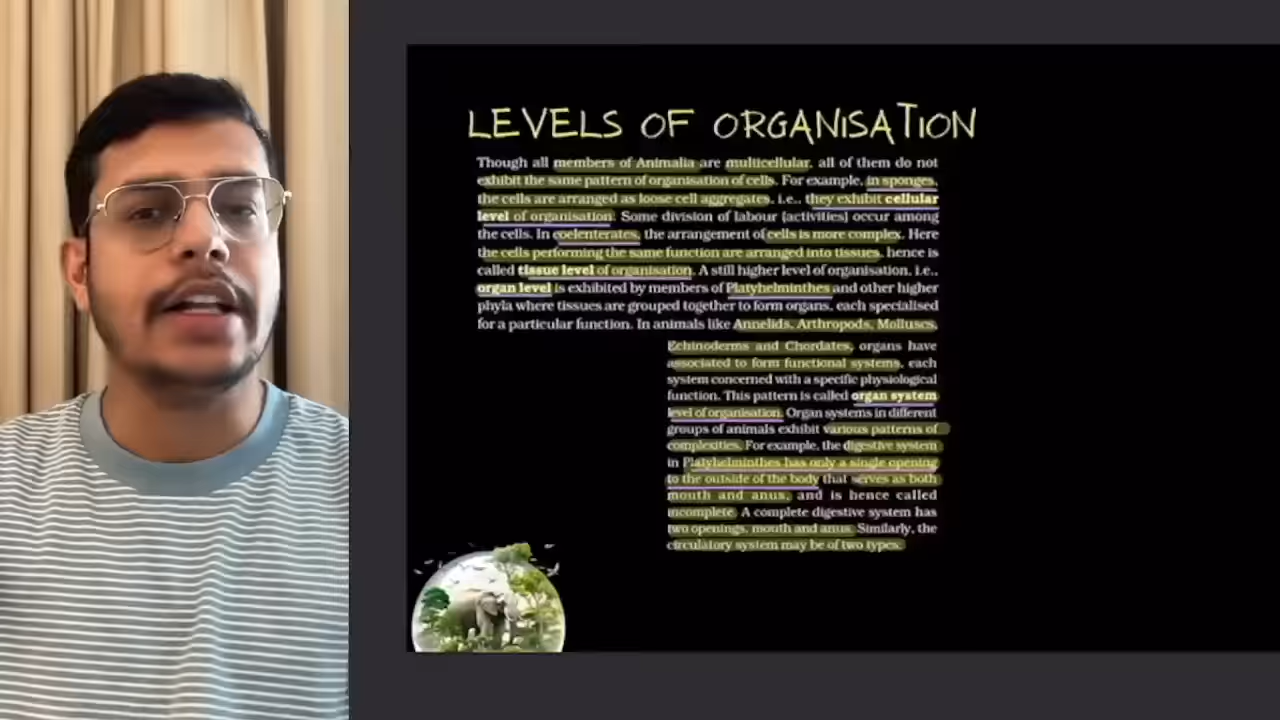 LEVELS OF ORGANISATION
Though all members of Animalia are multicellular, all of them do not
exhibit the same pattern of organisation of cells. For example, in sponges,
the cells are arranged as loose cell aggregates, i.e., they exhibit cellular
level of organisation. Some division of labour (activities) occur among
the cells. In coelenterates, the arrangement of cells is more complex. Here
the cells performing the same function are arranged into tissues, hence is
called tissue level of organisation. A still higher level of organisation, i.e.,
organ level is exhibited by members of Platyhelminthes and other higher
phyla where tissues are grouped together to form organs, each specialised
for a particular function. In animals like Annelids, Arthropods, Molluscs,
Echinoderms and Chordates, organs have
associated to form functional systems, each
system concerned with a specific physiological
function. This pattern is called organ system
level of organisation. Organ systems in different
groups of animals exhibit various patterns of
complexities. For example, the digestive system
in Platyhelminthes has only a single opening
to the outside of the body that serves as both
mouth and anus, and is hence called
incomplete. A complete digestive system has
two openings, mouth and anus. Similarly, the
circulatory system may be of two types: